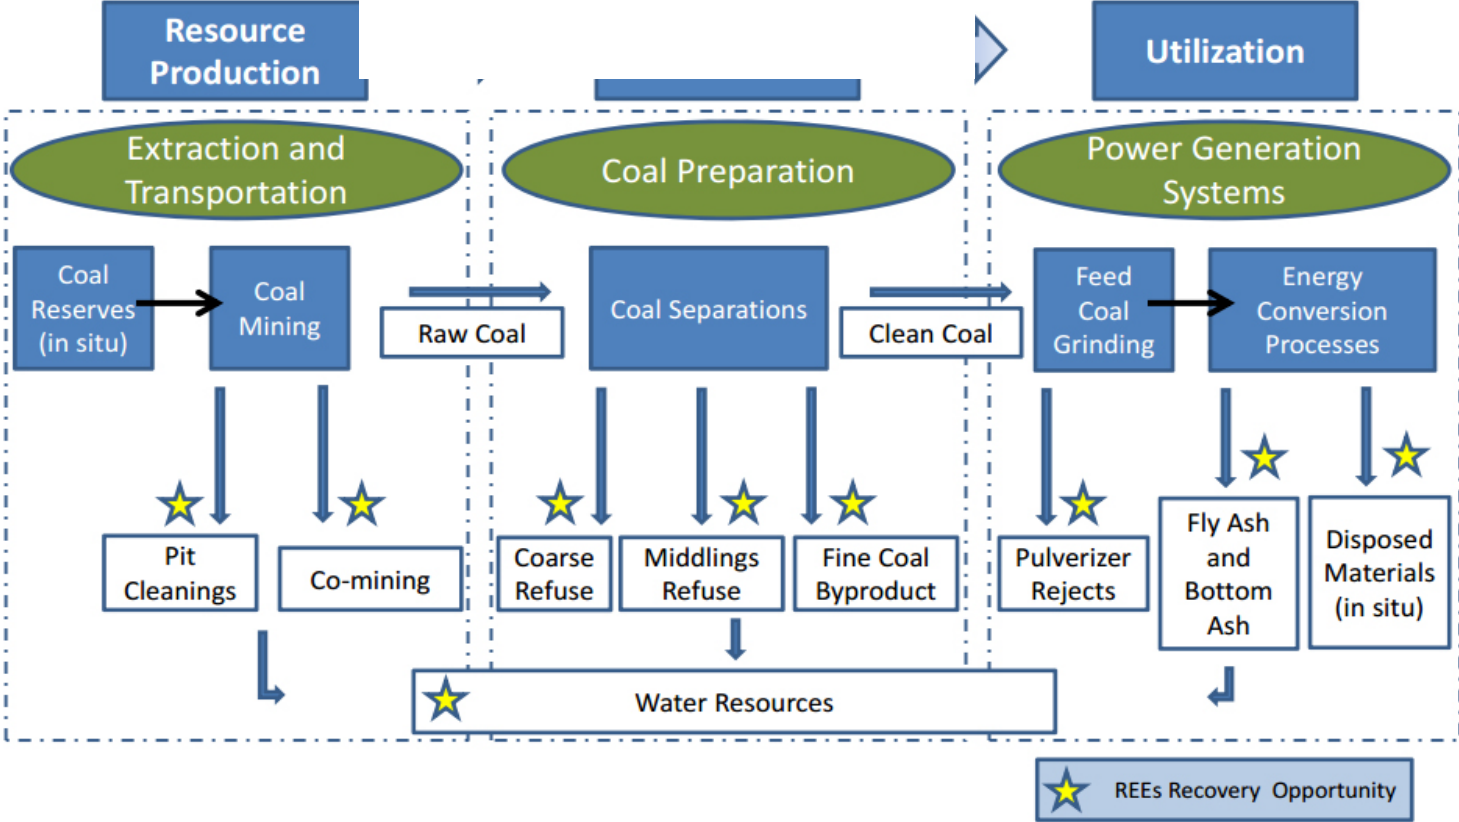 Resource
Production
Utilization
Extraction and
Transportation
Coal Preparation
Power Generation
Systems
Coal
Reserves
(in situ)
Coal
Mining
Raw Coal
Coal Separations
Clean Coal
Feed
Coal
Grinding
Energy
Conversion
Processes
Pit
Cleanings
Co-mining
Coarse
Refuse
Middlings
Refuse
Fine Coal
Byproduct
Pulverizer
Rejects
Fly Ash
and
Bottom
Ash
Disposed
Materials
(in situ)
Water Resources
REEs Recovery Opportunity